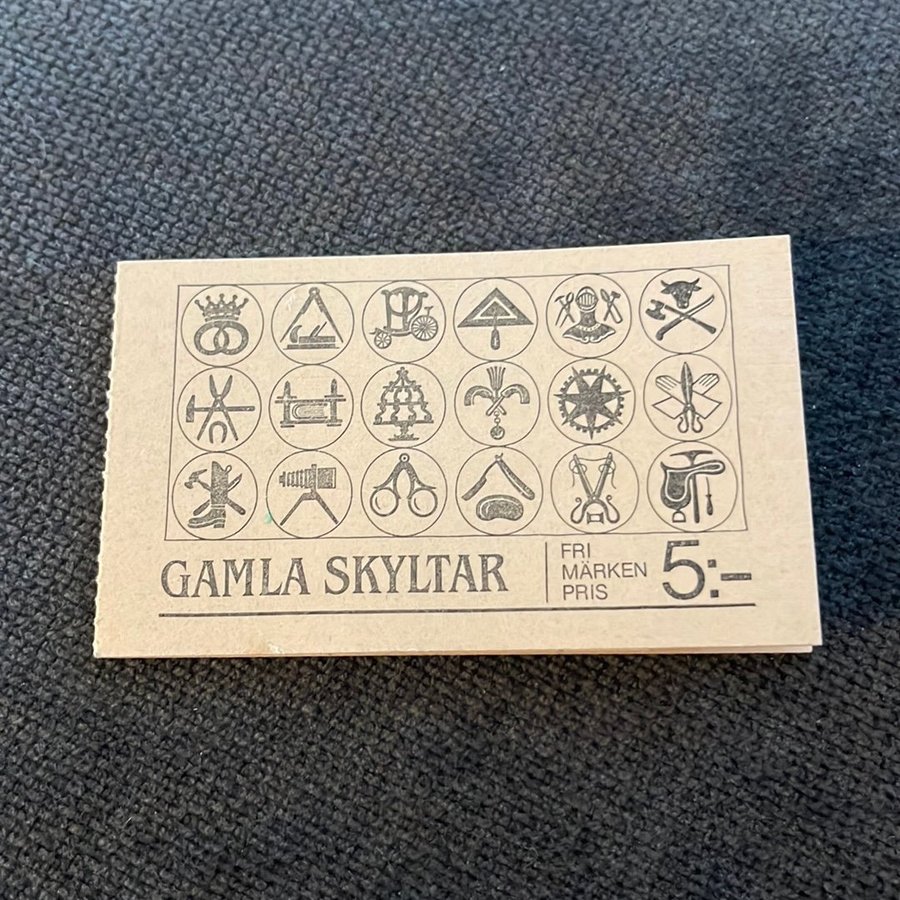 GAMLA SKYLTAR
FRI
MÄRKEN
PRIS
5:-